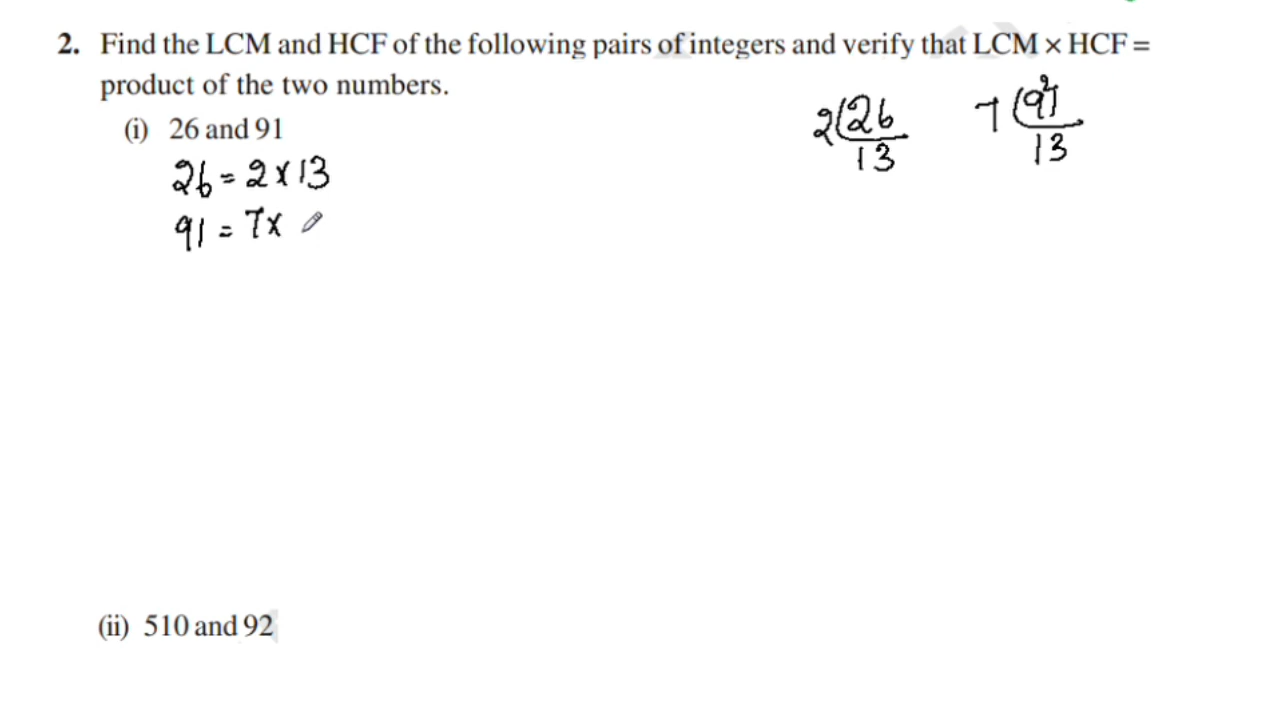 2. Find the LCM and HCF of the following pairs of integers and verify that LCM × HCF =
product of the two numbers.
(i) 26 and 91
2(26
13
7(91
2
13
26 = 2 x 13
91 = 7x
(ii) 510 and 92